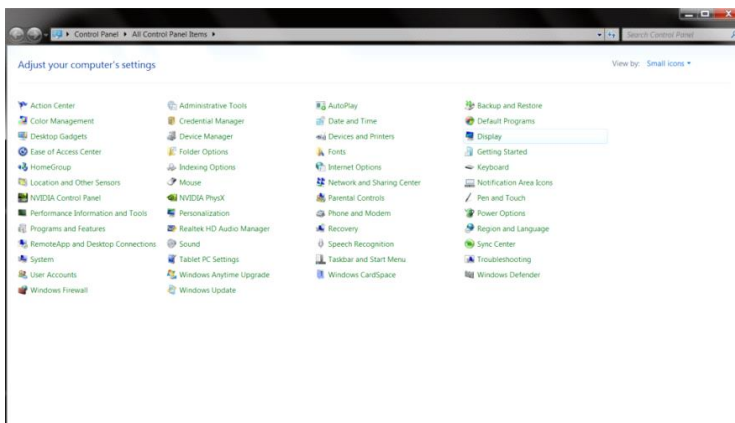 Control Panel ▸ All Control Panel Items ▸
Search Control Panel
Adjust your computer's settings
View by: Small icons
Action Center
Administrative Tools
AutoPlay
Backup and Restore
Color Management
Credential Manager
Date and Time
Default Programs
Desktop Gadgets
Device Manager
Devices and Printers
Display
Ease of Access Center
Folder Options
Fonts
Getting Started
HomeGroup
Indexing Options
Internet Options
Keyboard
Location and Other Sensors
Mouse
Network and Sharing Center
Notification Area Icons
NVIDIA Control Panel
NVIDIA PhysX
Parental Controls
Pen and Touch
Performance Information and Tools
Personalization
Phone and Modem
Power Options
Programs and Features
Realtek HD Audio Manager
Recovery
Region and Language
RemoteApp and Desktop Connections
Sound
Speech Recognition
Sync Center
System
Tablet PC Settings
Taskbar and Start Menu
Troubleshooting
User Accounts
Windows Anytime Upgrade
Windows CardSpace
Windows Defender
Windows Firewall
Windows Update